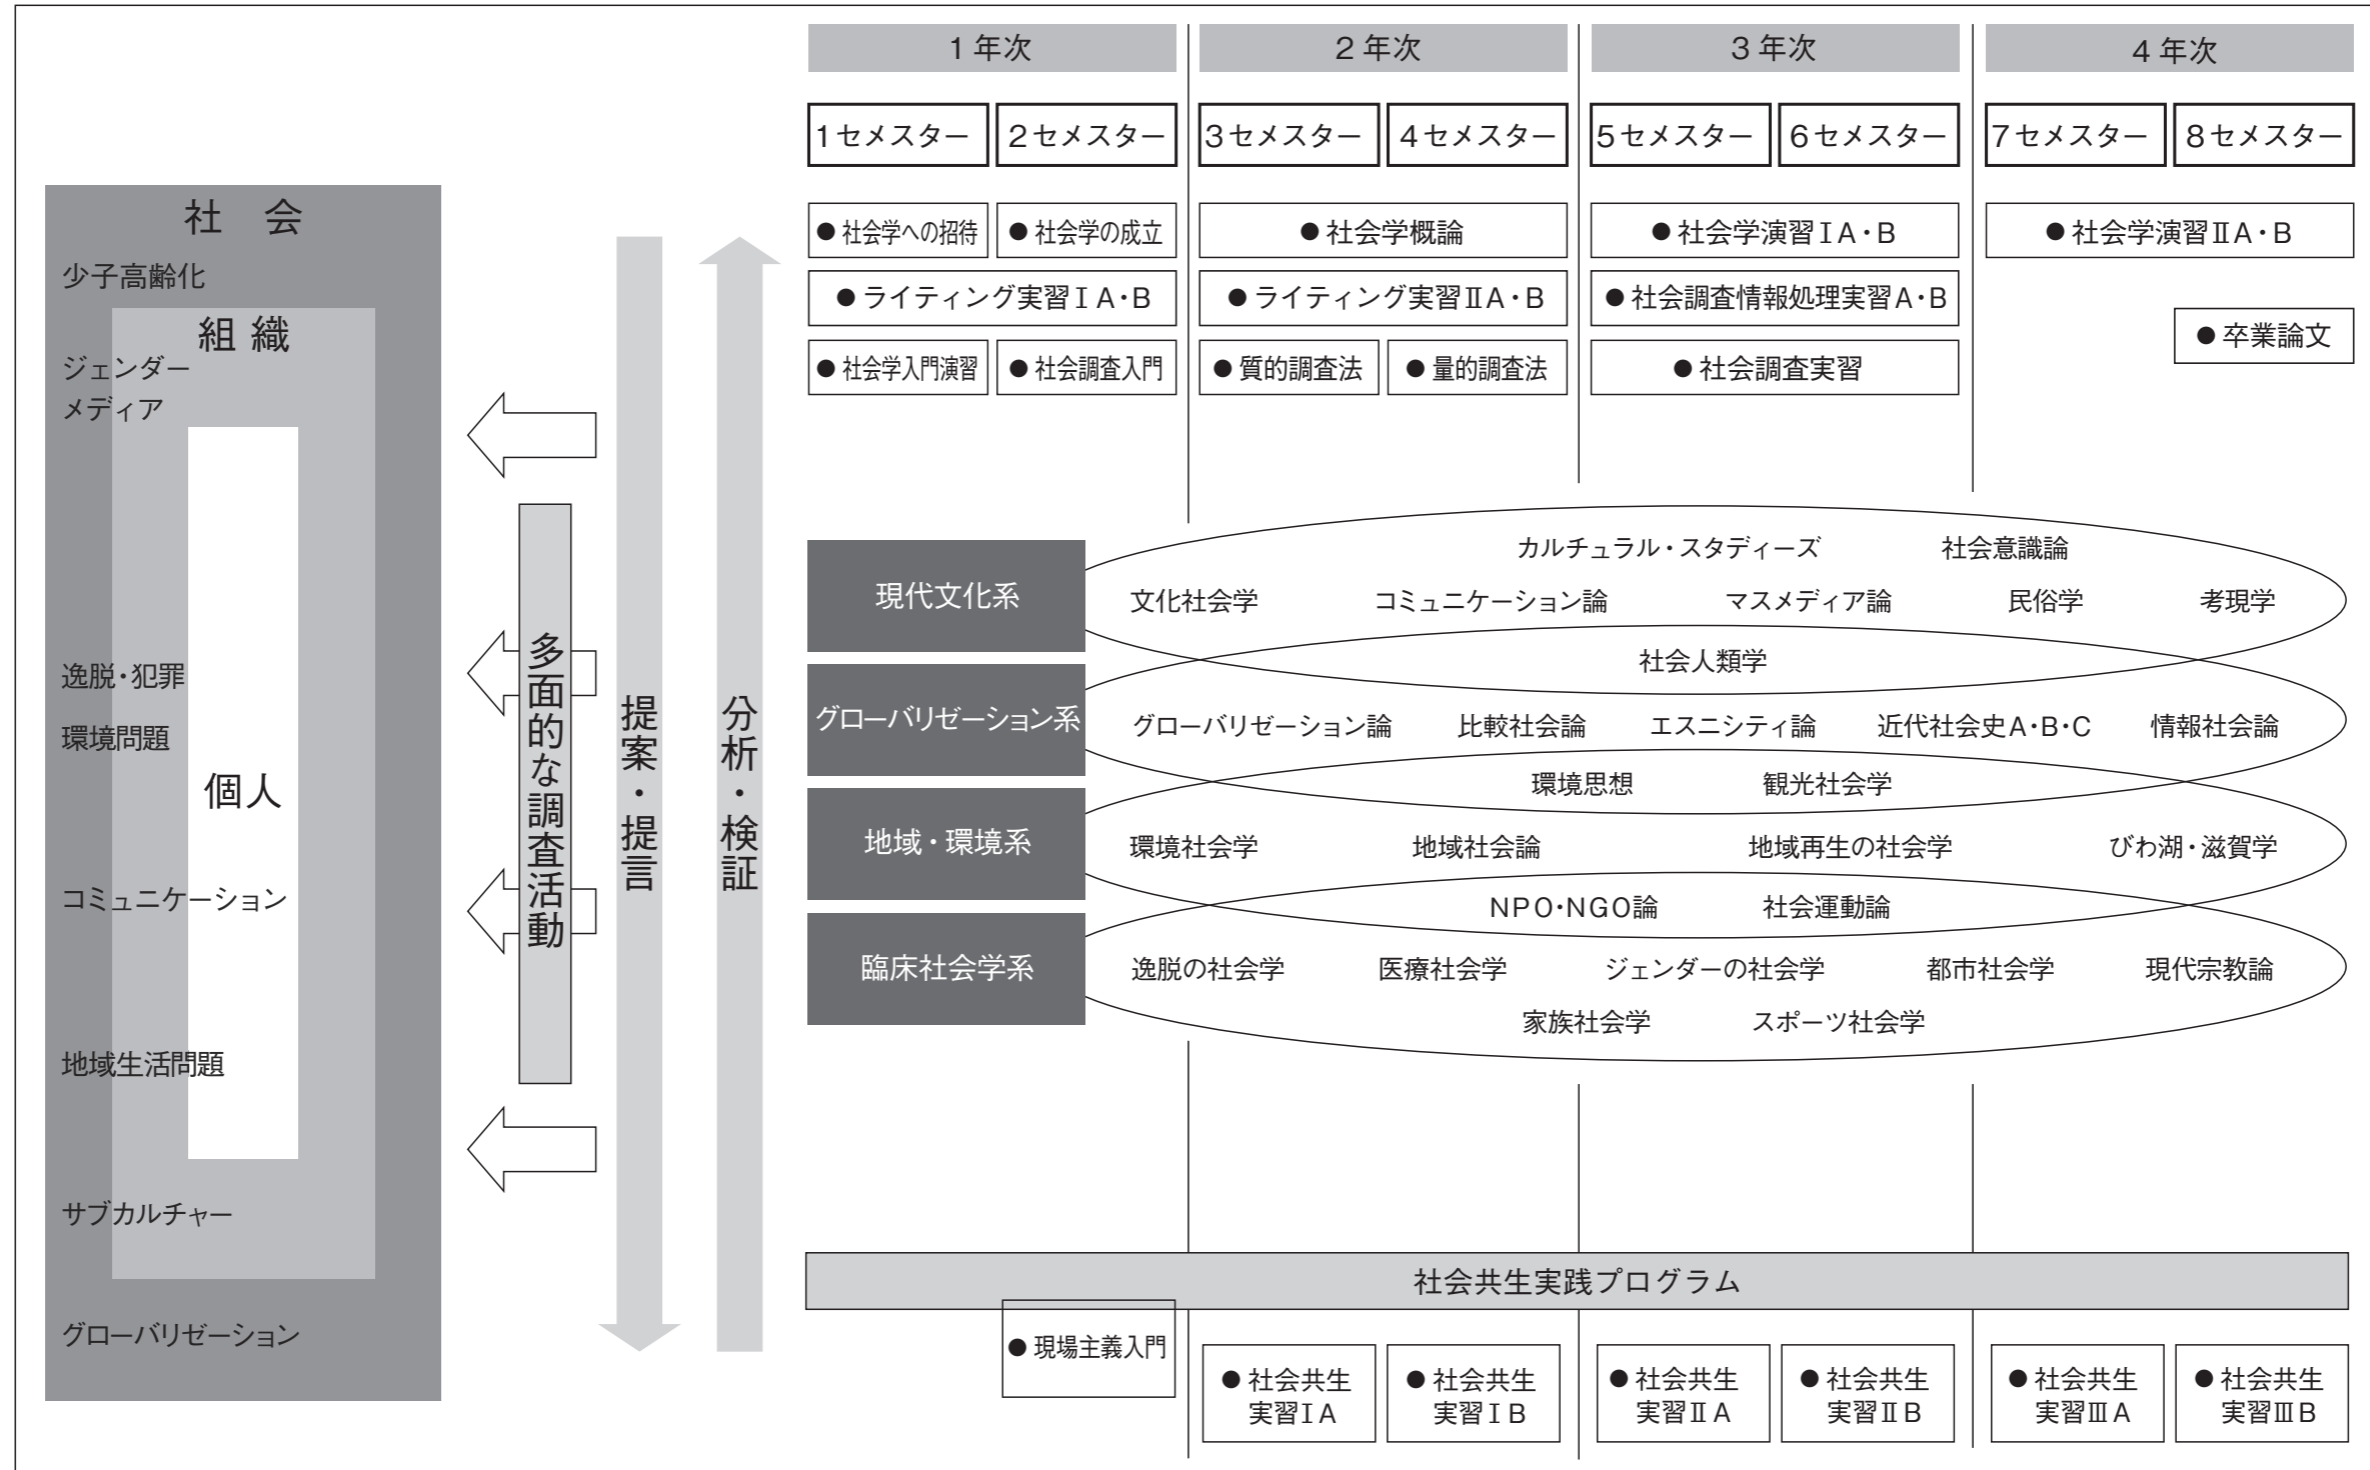 1年次
2年次
3年次
4年次
1セメスター
2セメスター
3セメスター
4セメスター
5セメスター
6セメスター
7セメスター
8セメスター
●社会学への招待
●社会学の成立
●社会学概論
●社会学演習ⅠA・B
●社会学演習ⅡA・B
●ライティング実習ⅠA・B
●ライティング実習ⅡA・B
●社会調査情報処理実習A・B
●卒業論文
●社会学入門演習
●社会調査入門
●質的調査法
●量的調査法
●社会調査実習
社会
少子高齢化
組織
ジェンダー
メディア
逸脱・犯罪
環境問題
個人
コミュニケーション
地域生活問題
サブカルチャー
グローバリゼーション
多面的な調査活動
提案・提言
分析・検証
現代文化系
カルチュラル・スタディーズ
社会意識論
文化社会学
コミュニケーション論
マスメディア論
民俗学
考現学
社会人類学
グローバリゼーション系
グローバリゼーション論
比較社会論
エスニシティ論
近代社会史A・B・C
情報社会論
環境思想
観光社会学
地域・環境系
環境社会学
地域社会論
地域再生の社会学
びわ湖・滋賀学
NPO・NGO論
社会運動論
臨床社会学系
逸脱の社会学
医療社会学
ジェンダーの社会学
都市社会学
現代宗教論
家族社会学
スポーツ社会学
社会共生実践プログラム
●現場主義入門
●社会共生
実習ⅠA
●社会共生
実習ⅠB
●社会共生
実習ⅡA
●社会共生
実習ⅡB
●社会共生
実習ⅢA
●社会共生
実習ⅢB